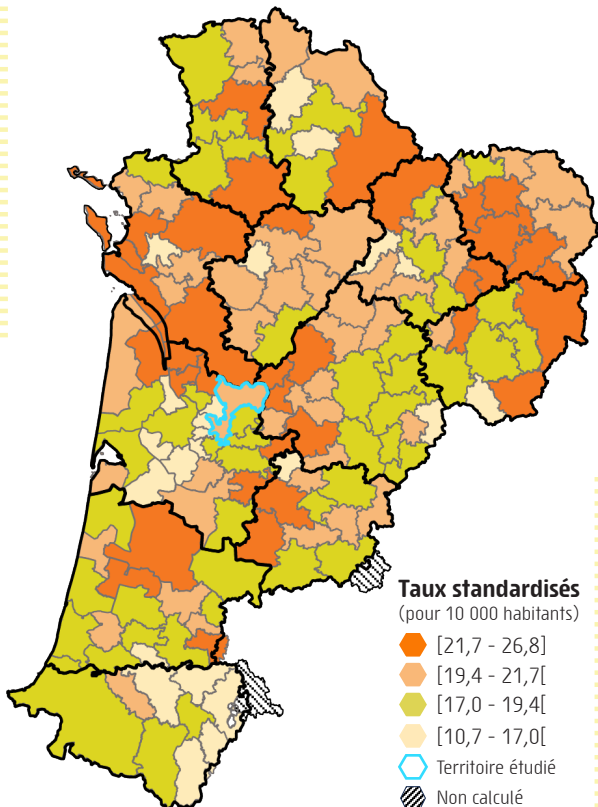 Taux standardisés
(pour 10 000 habitants)
[21,7 - 26,8]
[19,4 - 21,7[
[17,0 - 19,4[
[10,7 - 17,0[
Territoire étudié
Non calculé